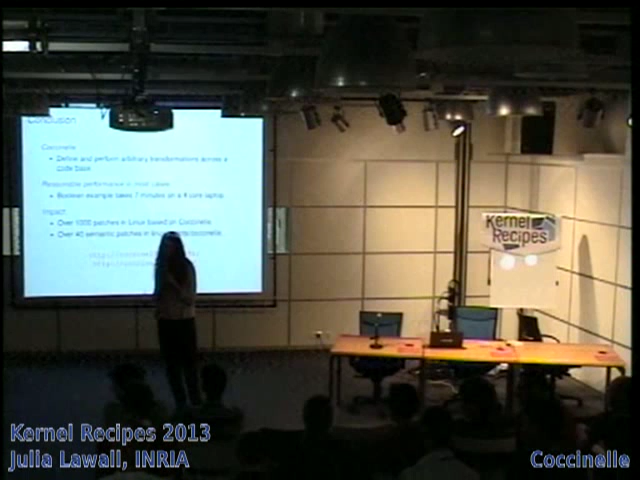 Conclusion
Coccinelle
Define and perform arbitrary transformations across a
code base
Reasonable performance in most cases
Boolean example takes 7 minutes on a 4 core laptop
Impact
Over 1000 patches in Linux based on Coccinelle
Over 40 semantic patches in
Kernel
Recipes
Kernel Recipes 2013
Julia Lawall, INRIA
Coccinelle